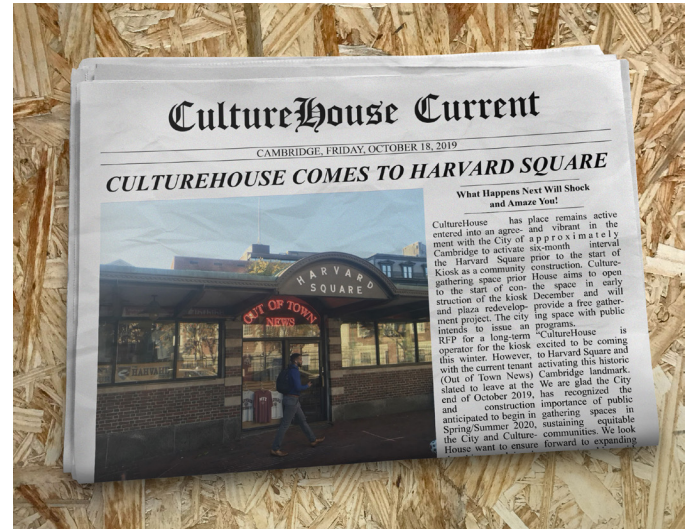 CultureHouse Current
CAMBRIDGE, FRIDAY, OCTOBER 18, 2019
CULTUREHOUSE COMES TO HARVARD SQUARE
HARVARD
SQUARE
OUT OF TOWN
NEWS
HARVARD
What Happens Next Will Shock
and Amaze You!
CultureHouse has
entered into an agree-
ment with the City of
Cambridge to activate
the Harvard Square
Kiosk as a community
gathering space prior
to the start of con-
struction of the kiosk
and plaza redevelop-
ment project. The city
intends to issue an
RFP for a long-term
operator for the kiosk
this winter. However,
with the current tenant
(Out of Town News)
slated to leave at the
end of October 2019,
and construction
anticipated to begin in
Spring/Summer 2020,
the City and Culture-
House want to ensure
place remains active
and vibrant in the
approximately
six-month interval
prior to the start of
construction. Culture-
House aims to open
the space in early
December and will
provide a free gather-
ing space with public
programs.
“CultureHouse is
excited to be coming
to Harvard Square and
activating this historic
Cambridge landmark.
We are glad the City
has recognized the
importance of public
gathering spaces in
sustaining equitable
communities. We look
forward to expanding